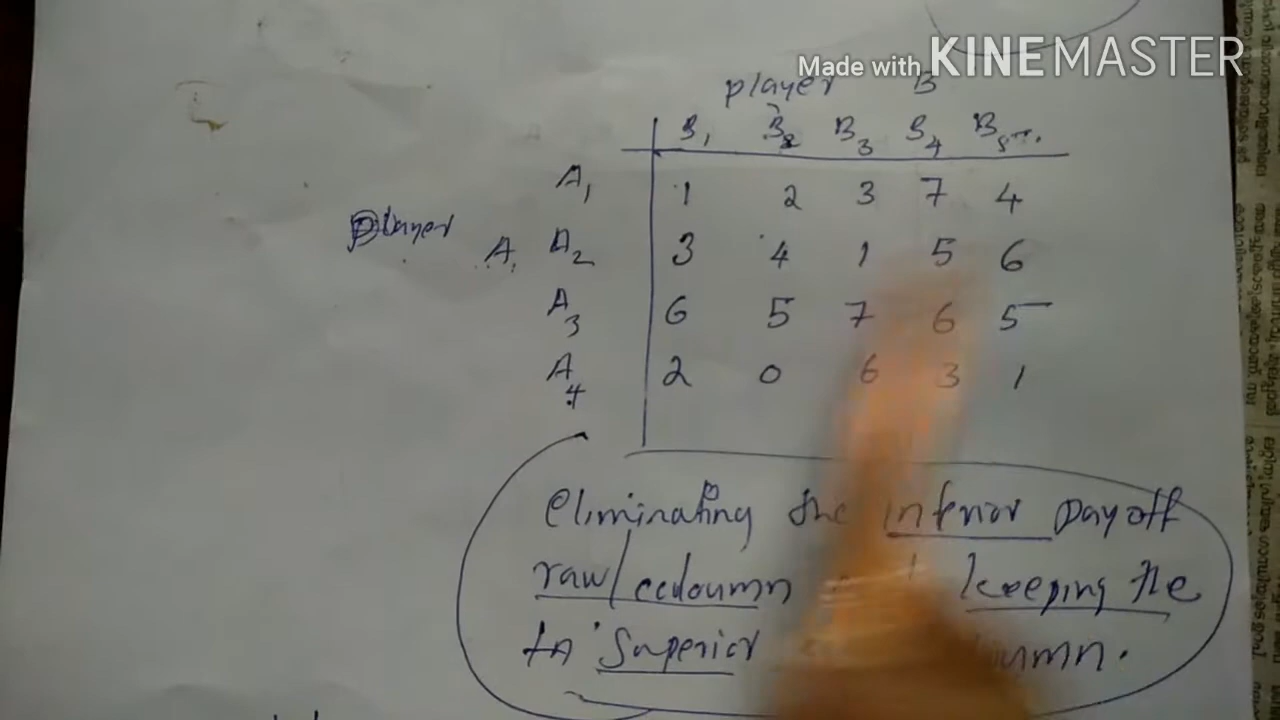 Made with KINEMASTER
player B
B1 B2 B3 B4 B5
A1 1 2 3 7 4
Player A, A2 3 4 1 5 6
A3 6 5 7 6 5
A4 2 0 6 3 1
eliminating the inferior payoff
raw/ccdoumn keeping the
superior